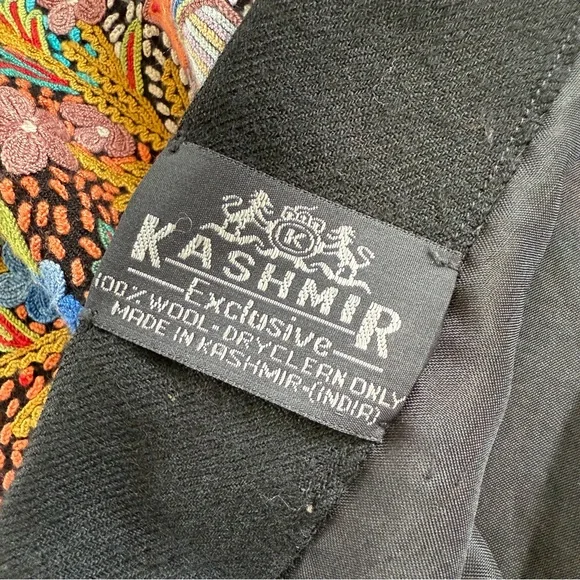 K
KASHMIR
Exclusive
100% WOOL-DRYCLEAN ONLY
MADE IN KASHMIR-(INDIA)